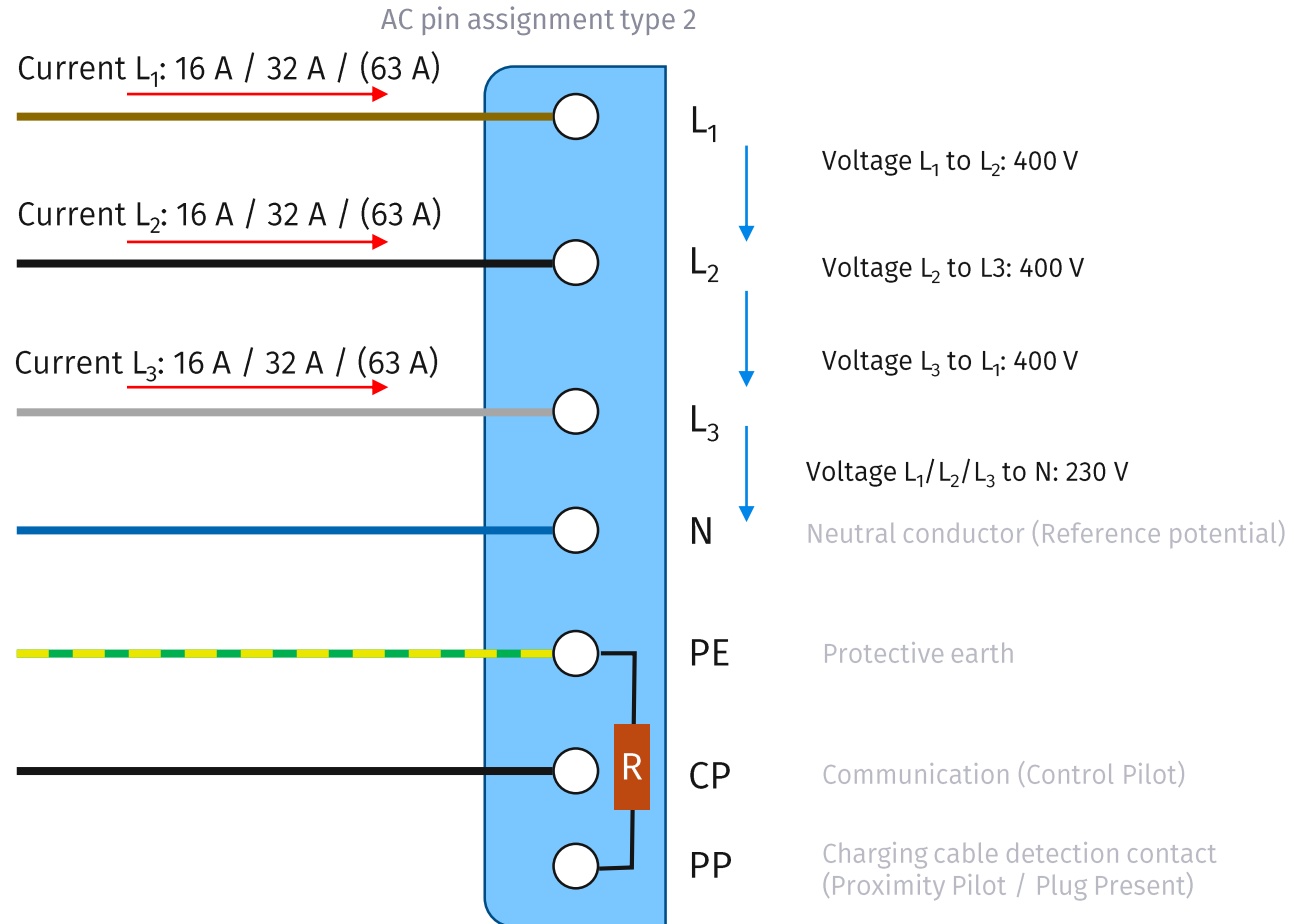 AC pin assignment type 2
Current L₁: 16 A / 32 A / (63 A)
L₁
Voltage L₁ to L₂: 400 V
Current L₂: 16 A / 32 A / (63 A)
L₂
Voltage L₂ to L3: 400 V
Current L₃: 16 A / 32 A / (63 A)
Voltage L₃ to L₁: 400 V
L₃
Voltage L₁/L₂/L₃ to N: 230 V
N
Neutral conductor (Reference potential)
PE
Protective earth
R
CP
Communication (Control Pilot)
PP
Charging cable detection contact
(Proximity Pilot / Plug Present)